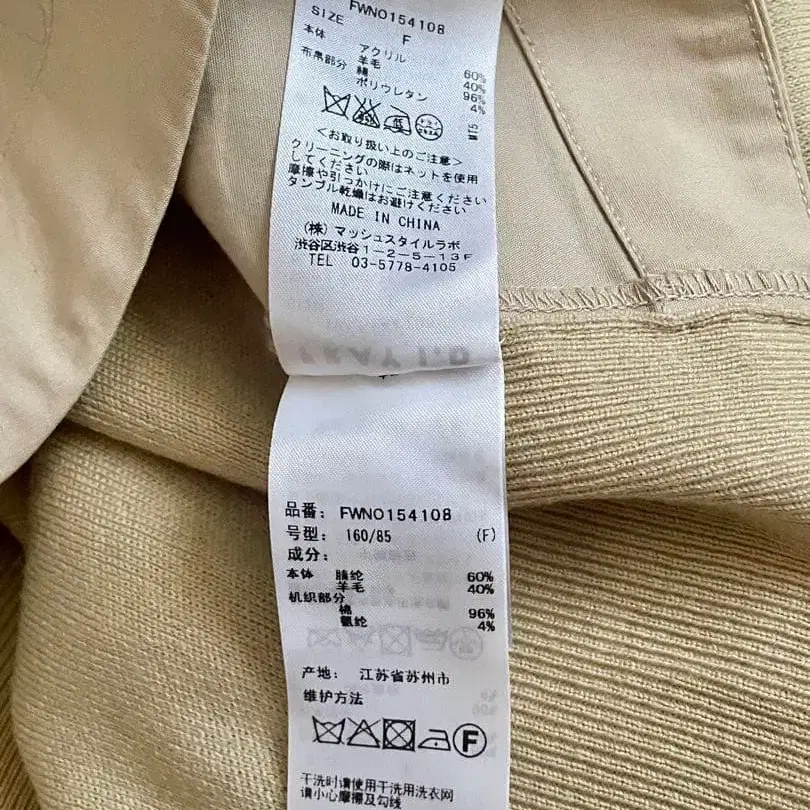 FWNO154108
SIZE F
本体 アクリル 60%
羊毛 40%
布帛部分 綿 96%
ポリウレタン 4%
<お取り扱い上のご注意>
クリーニングの際はネットを使用
してください
摩擦や引っかけにご注意ください
タンブル乾燥はお避けください
MADE IN CHINA
(株) マッシュスタイルラボ
渋谷区渋谷1-2-5-13F
TEL 03-5778-4105
品番: FWNO154108
号型: 160/85 (F)
成分:
本体 腈纶 60%
羊毛 40%
机织部分
棉 96%
氨纶 4%
产地: 江苏省苏州市
维护方法
F
干洗时请使用干洗用洗衣网
请小心摩擦及勾线